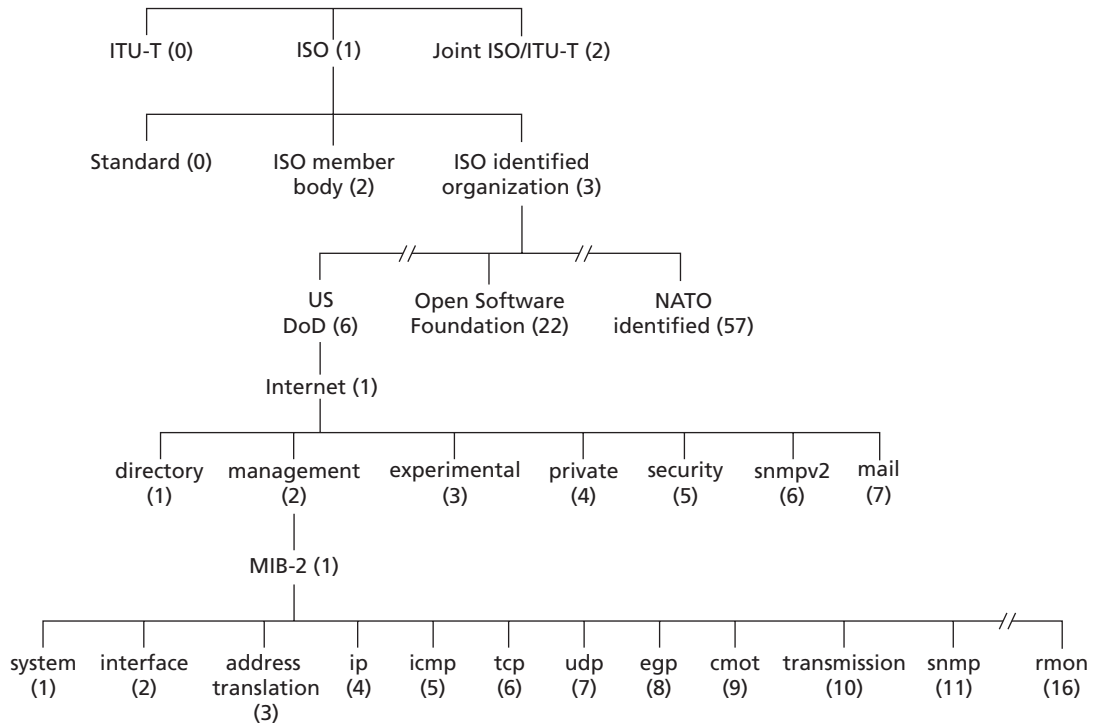 ITU-T (0)
ISO (1)
Joint ISO/ITU-T (2)
Standard (0)
ISO member
body (2)
ISO identified
organization (3)
US
DoD (6)
Open Software
Foundation (22)
NATO
identified (57)
Internet (1)
directory
(1)
management
(2)
experimental
(3)
private
(4)
security
(5)
snmpv2
(6)
mail
(7)
MIB-2 (1)
system
(1)
interface
(2)
address
translation
(3)
ip
(4)
icmp
(5)
tcp
(6)
udp
(7)
egp
(8)
cmot
(9)
transmission
(10)
snmp
(11)
rmon
(16)